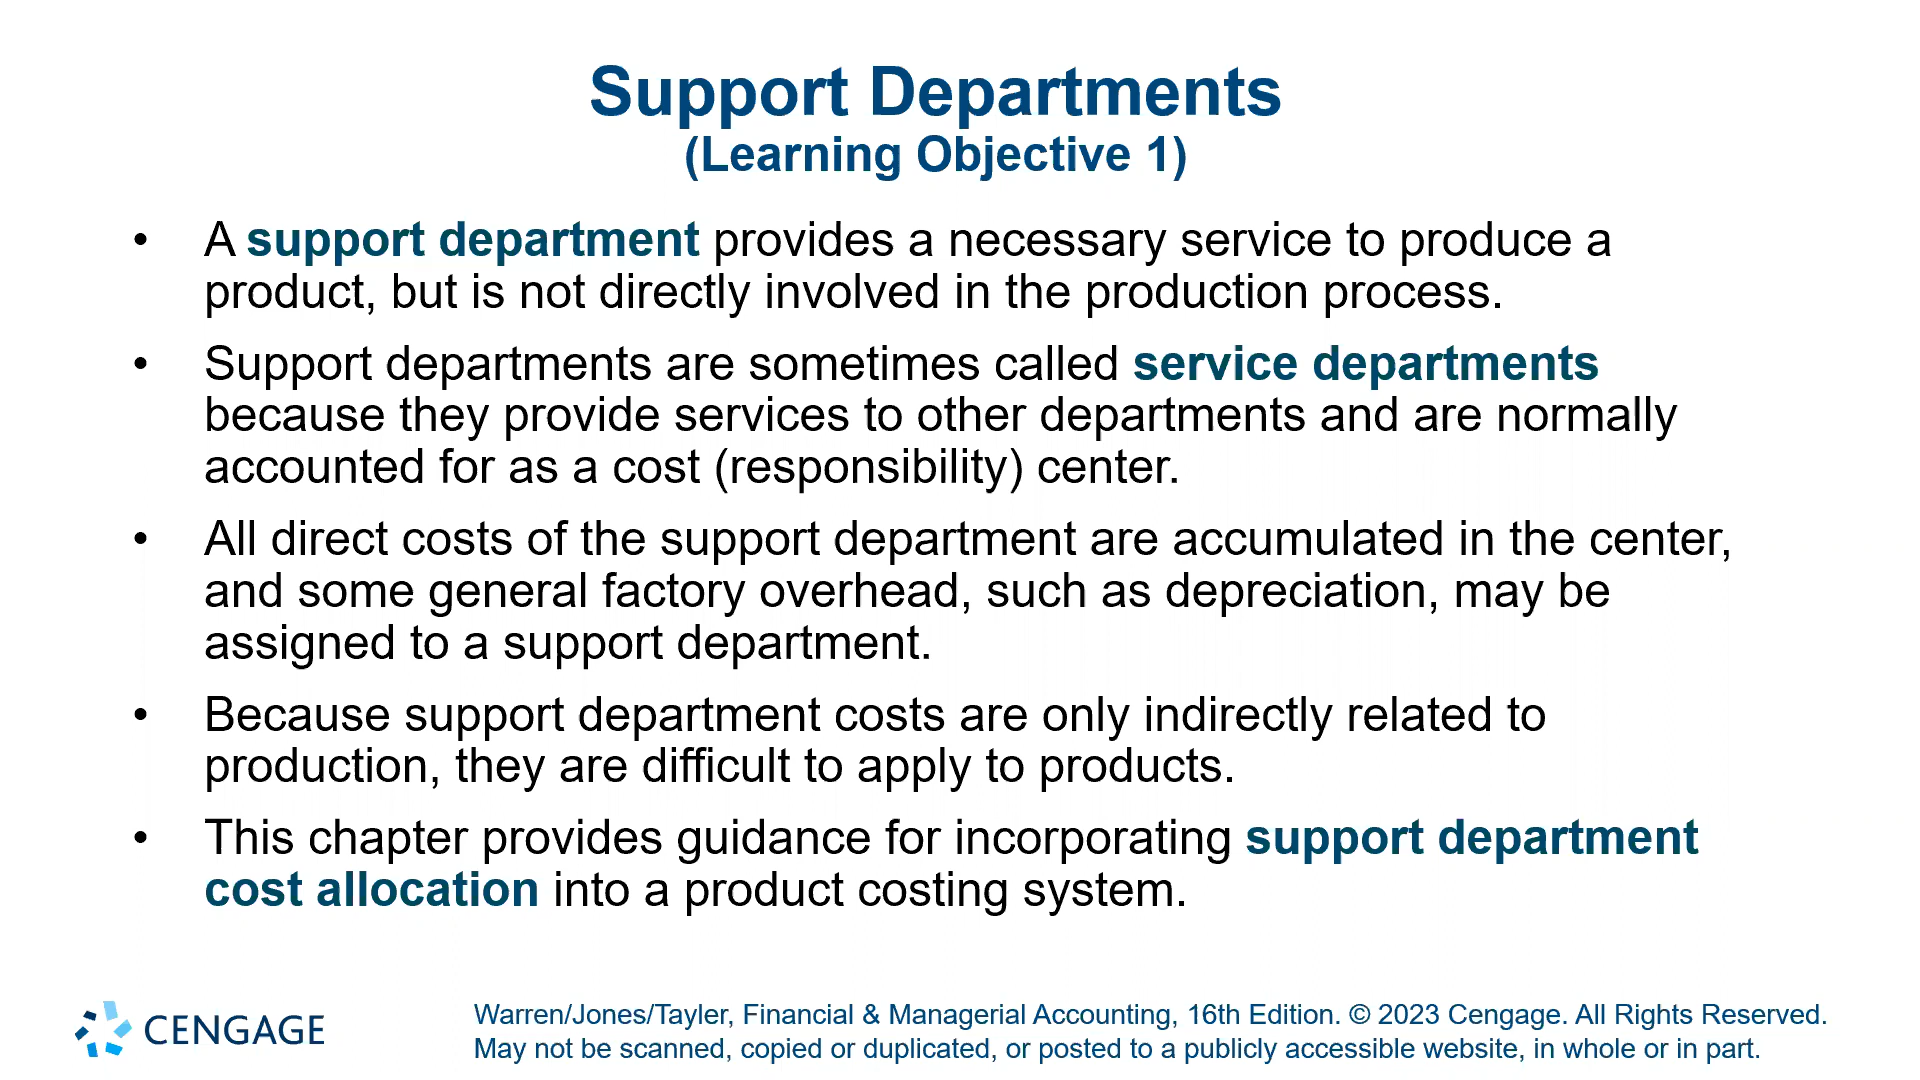 Support Departments
(Learning Objective 1)
• A support department provides a necessary service to produce a
product, but is not directly involved in the production process.
• Support departments are sometimes called service departments
because they provide services to other departments and are normally
accounted for as a cost (responsibility) center.
• All direct costs of the support department are accumulated in the center,
and some general factory overhead, such as depreciation, may be
assigned to a support department.
• Because support department costs are only indirectly related to
production, they are difficult to apply to products.
• This chapter provides guidance for incorporating support department
cost allocation into a product costing system.
CENGAGE
Warren/Jones/Tayler, Financial & Managerial Accounting, 16th Edition. © 2023 Cengage. All Rights Reserved.
May not be scanned, copied or duplicated, or posted to a publicly accessible website, in whole or in part.